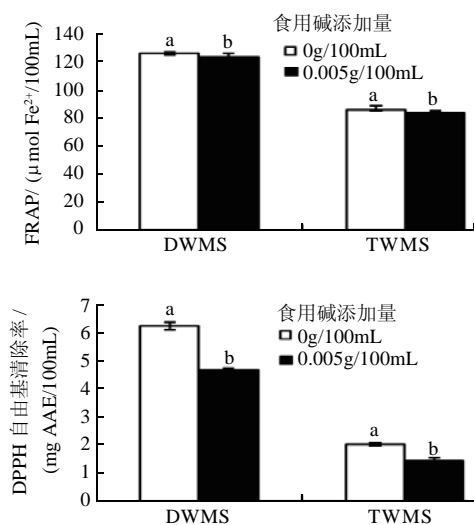 食用碱添加量
0g/100mL
0.005g/100mL
FRAP/ (μmol Fe²⁺/100mL)
140
120
100
80
60
40
20
0
a
b
a
b
DWMS
TWMS
食用碱添加量
0g/100mL
0.005g/100mL
DPPH 自由基清除率 /
(mg AAE/100mL)
7
6
5
4
3
2
1
0
a
b
a
b
DWMS
TWMS